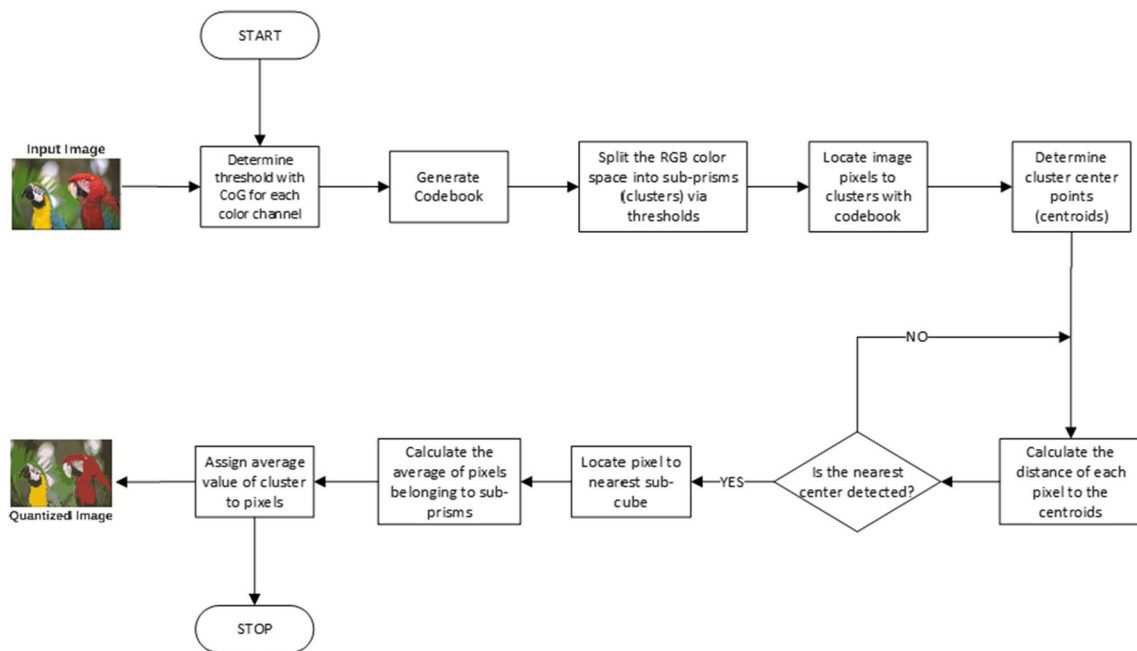 START
Input Image
Determine
threshold with
CoG for each
color channel
Generate
Codebook
Split the RGB color
space into sub-prisms
(clusters) via
thresholds
Locate image
pixels to
clusters with
codebook
Determine
cluster center
points
(centroids)
NO
Calculate the
distance of each
pixel to the
centroids
Is the nearest
center detected?
YES
Locate pixel to
nearest sub-
cube
Calculate the
average of pixels
belonging to sub-
prisms
Assign average
value of cluster
to pixels
Quantized Image
STOP